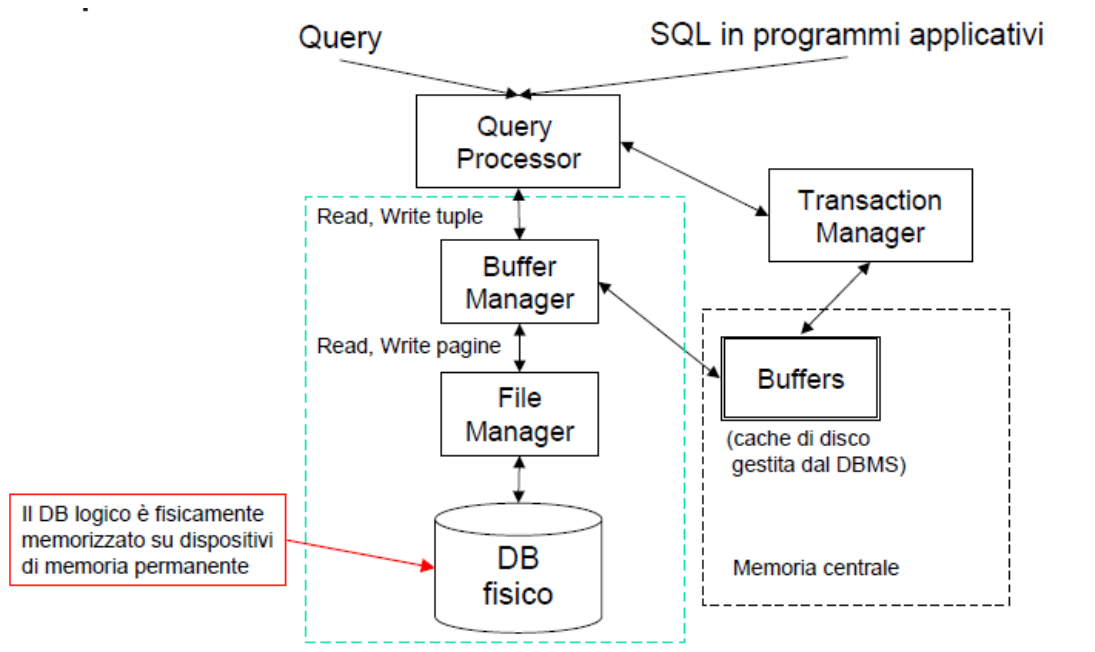 Query
SQL in programmi applicativi
Query
Processor
Transaction
Manager
Read, Write tuple
Buffer
Manager
Read, Write pagine
Buffers
File
Manager
(cache di disco
gestita dal DBMS)
Il DB logico è fisicamente
memorizzato su dispositivi
di memoria permanente
DB
fisico
Memoria centrale